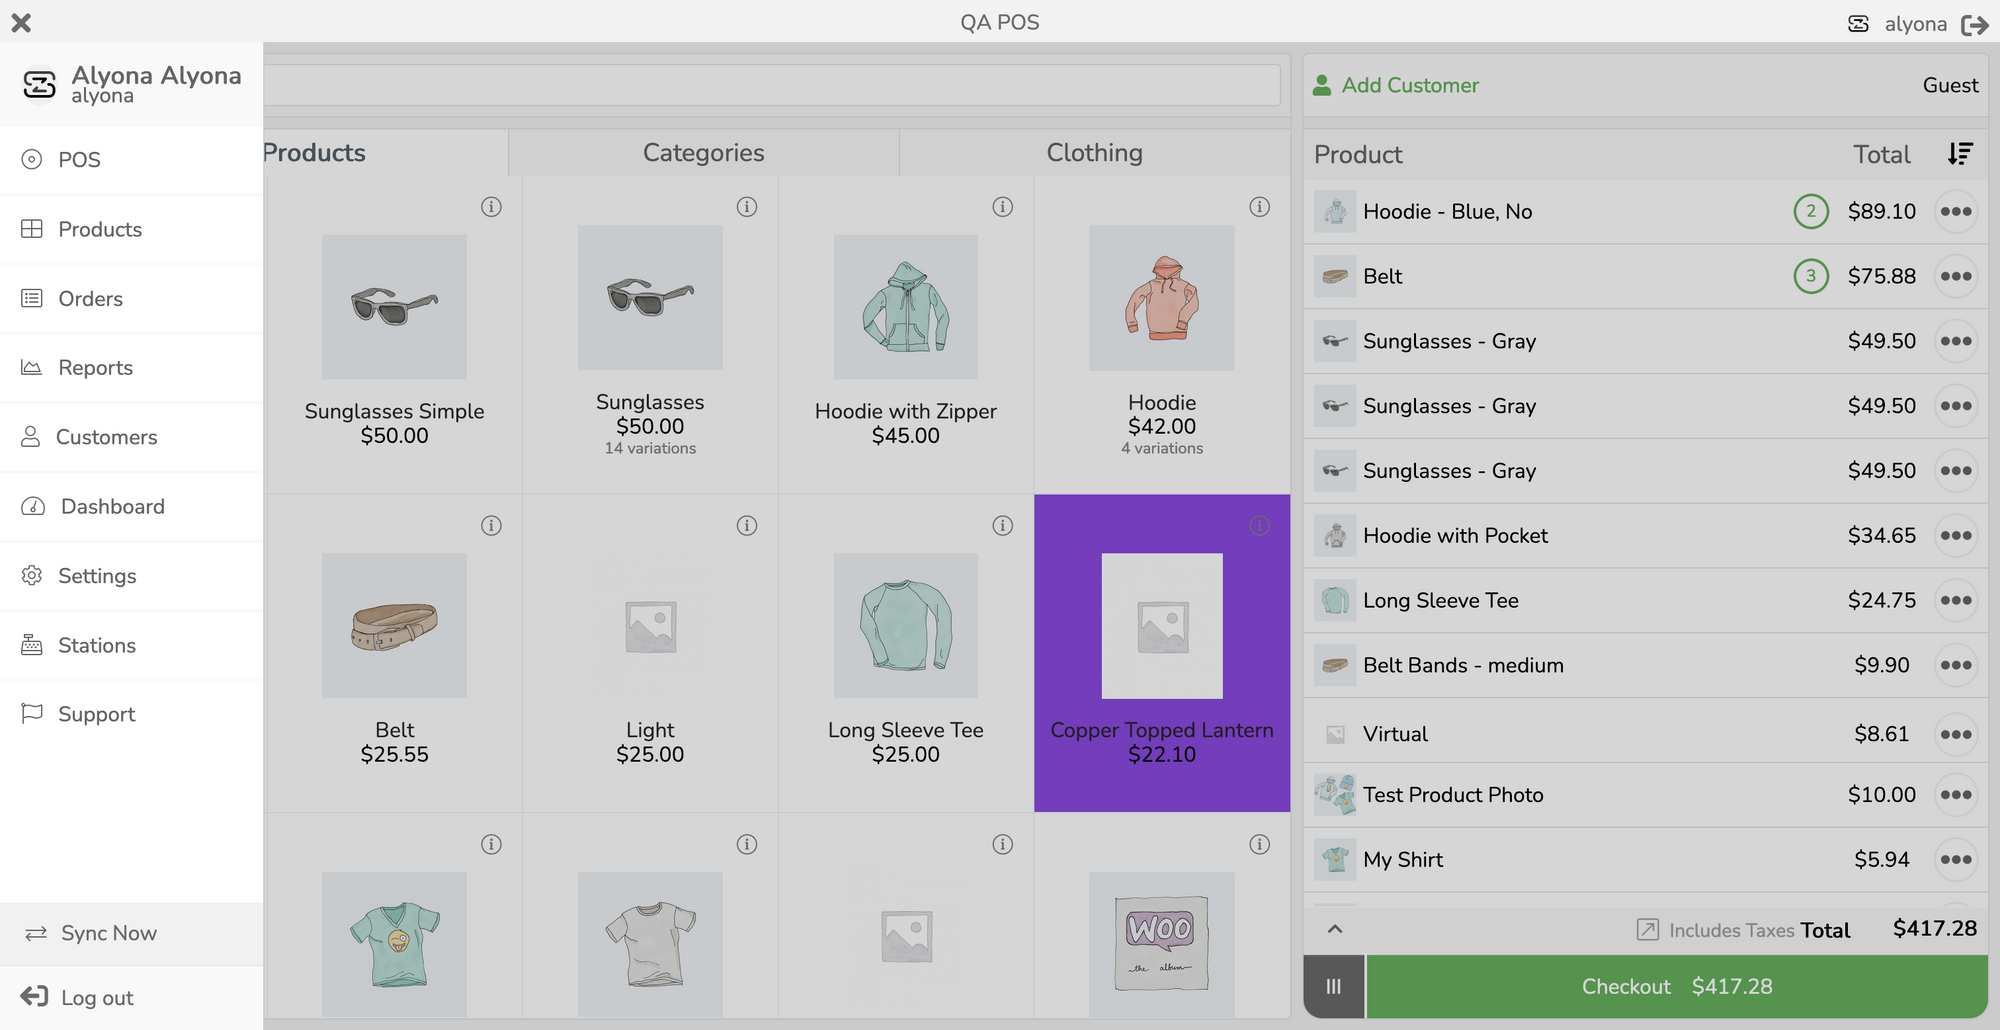 QA POS
alyona
Alyona Alyona
alyona
POS
Products
Orders
Reports
Customers
Dashboard
Settings
Stations
Support
Sync Now
Log out
Products
Categories
Clothing
Sunglasses Simple
$50.00
Sunglasses
$50.00
14 variations
Hoodie with Zipper
$45.00
Hoodie
$42.00
4 variations
Belt
$25.55
Light
$25.00
Long Sleeve Tee
$25.00
Copper Topped Lantern
$22.10
WOO
the album
Add Customer
Guest
Product Total
Hoodie - Blue, No 2 $89.10
Belt 3 $75.88
Sunglasses - Gray $49.50
Sunglasses - Gray $49.50
Sunglasses - Gray $49.50
Hoodie with Pocket $34.65
Long Sleeve Tee $24.75
Belt Bands - medium $9.90
Virtual $8.61
Test Product Photo $10.00
My Shirt $5.94
Includes Taxes Total $417.28
Checkout $417.28